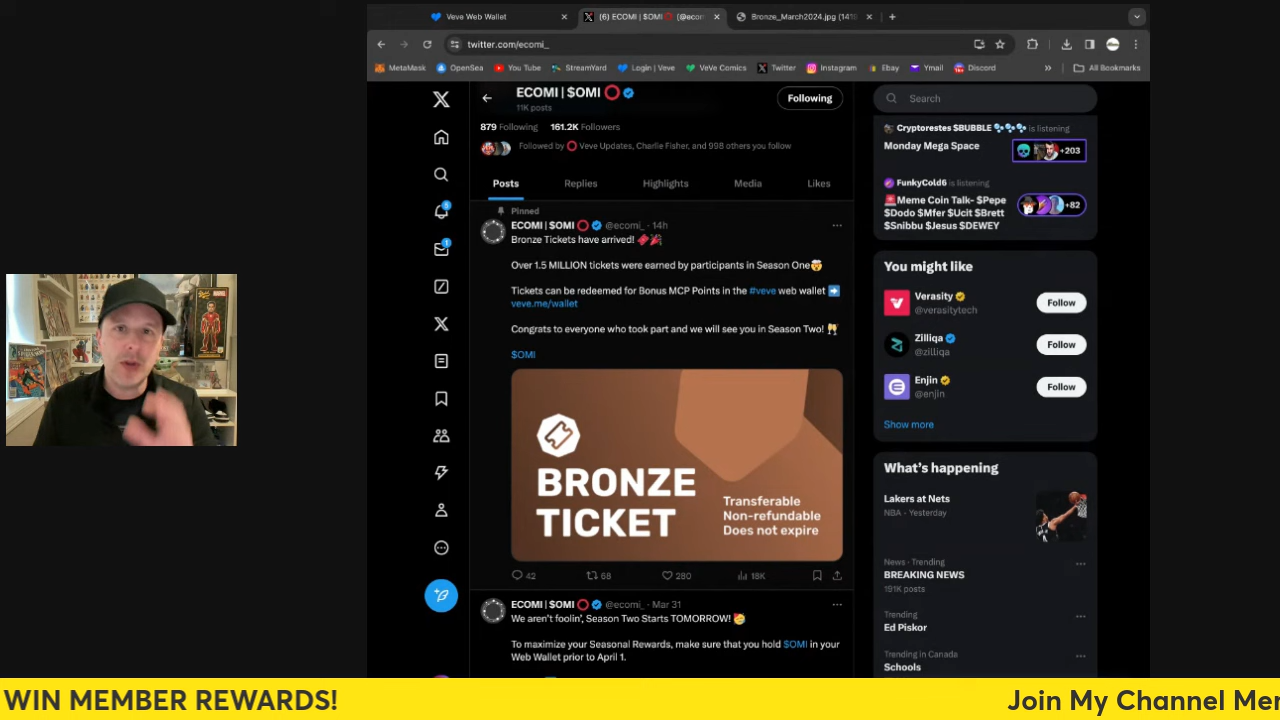 Veve Web Wallet
(6) ECOMI | $OMI⭕ (@ecom
Bronze_March2024.jpg (1419
twitter.com/ecomi_
MetaMask
OpenSea
You Tube
StreamYard
Login | Veve
VeVe Comics
Twitter
Instagram
Ebay
Ymail
Discord
»
All Bookmarks
ECOMI | $OMI ⭕
11K posts
Following
879 Following 161.2K Followers
Followed by ⭕ Veve Updates, Charlie Fisher, and 998 others you follow
Posts
Replies
Highlights
Media
Likes
Pinned
ECOMI | $OMI ⭕ @ecomi_ · 14h
Bronze Tickets have arrived! 🎟️🎉
Over 1.5 MILLION tickets were earned by participants in Season One🤯
Tickets can be redeemed for Bonus MCP Points in the #veve web wallet ➡️
veve.me/wallet
Congrats to everyone who took part and we will see you in Season Two! 🥂
$OMI
BRONZE
TICKET
Transferable
Non-refundable
Does not expire
42
68
280
18K
ECOMI | $OMI ⭕ @ecomi_ · Mar 31
We aren't foolin', Season Two Starts TOMORROW! 🥳
To maximize your Seasonal Rewards, make sure that you hold $OMI in your
Web Wallet prior to April 1.
Search
Cryptorestes $BUBBLE 🫧🫧🫧 is listening
Monday Mega Space
+203
FunkyCold6 is listening
🚨Meme Coin Talk- $Pepe
$Dodo $Mfer $Ucit $Brett
$Snibbu $Jesus $DEWEY
+82
You might like
Verasity
@verasitytech
Follow
Zilliqa
@zilliqa
Follow
Enjin
@enjin
Follow
Show more
What's happening
Lakers at Nets
NBA · Yesterday
News · Trending
BREAKING NEWS
191K posts
Trending
Ed Piskor
Trending in Canada
Schools
WIN MEMBER REWARDS!
Join My Channel Mem